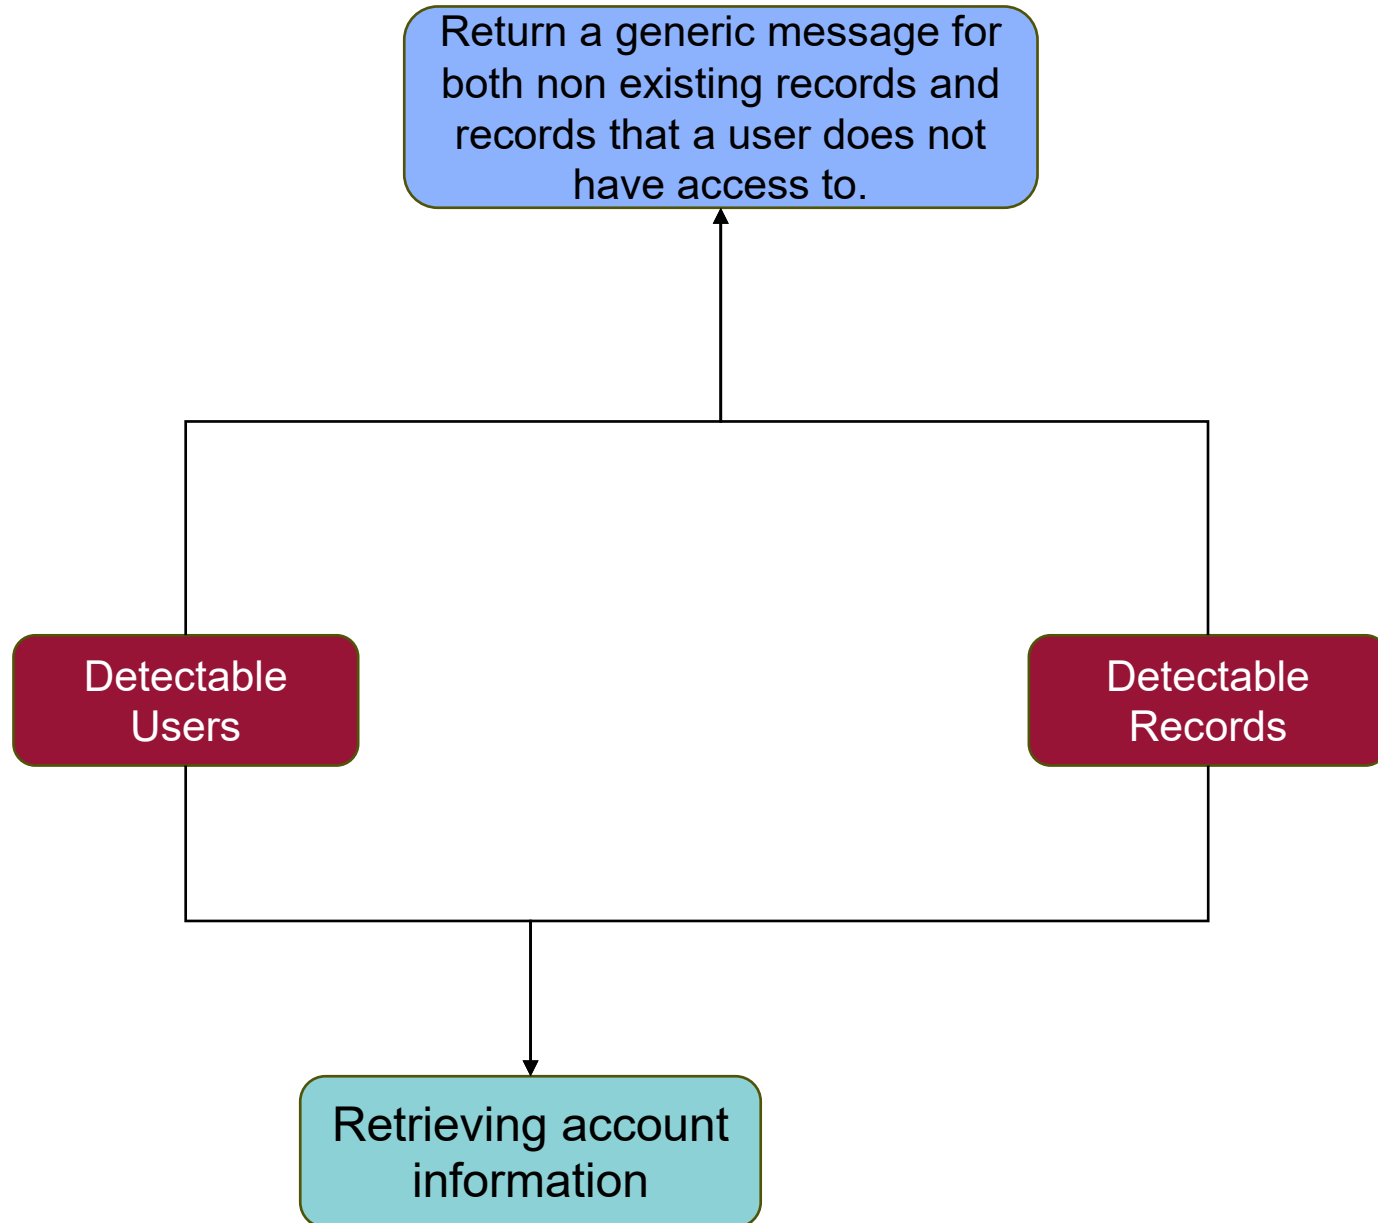 Return a generic message for
both non existing records and
records that a user does not
have access to.
Detectable
Users
Detectable
Records
Retrieving account
information